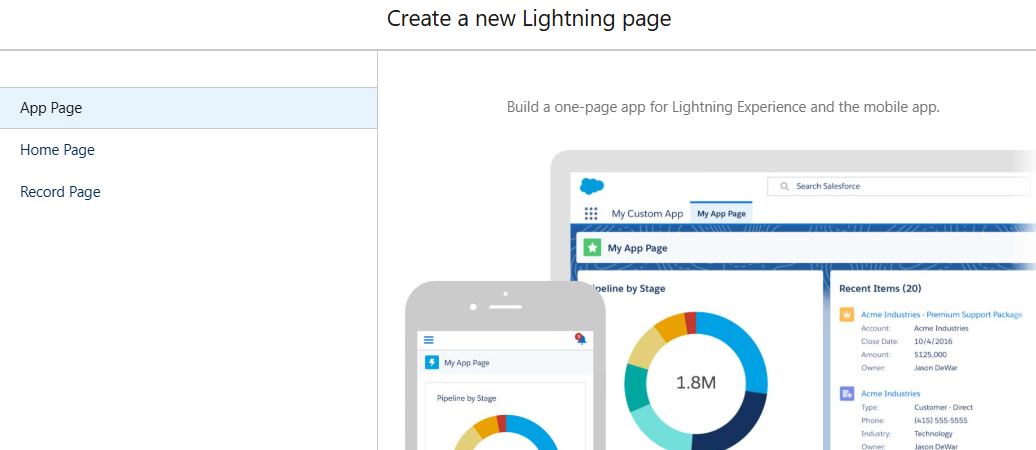 Create a new Lightning page
App Page
Home Page
Record Page
Build a one-page app for Lightning Experience and the mobile app.
Search Salesforce
My Custom App
My App Page
My App Page
Pipeline by Stage
1.8M
Recent Items (20)
Acme Industries - Premium Support Package
Account: Acme Industries
Close Date: 10/4/2016
Amount: $125,000
Owner: Jason DeWar
Acme Industries
Type: Customer - Direct
Phone: (415) 555-5555
Industry: Technology
Owner: Jason DeWar
My App Page
Pipeline by Stage